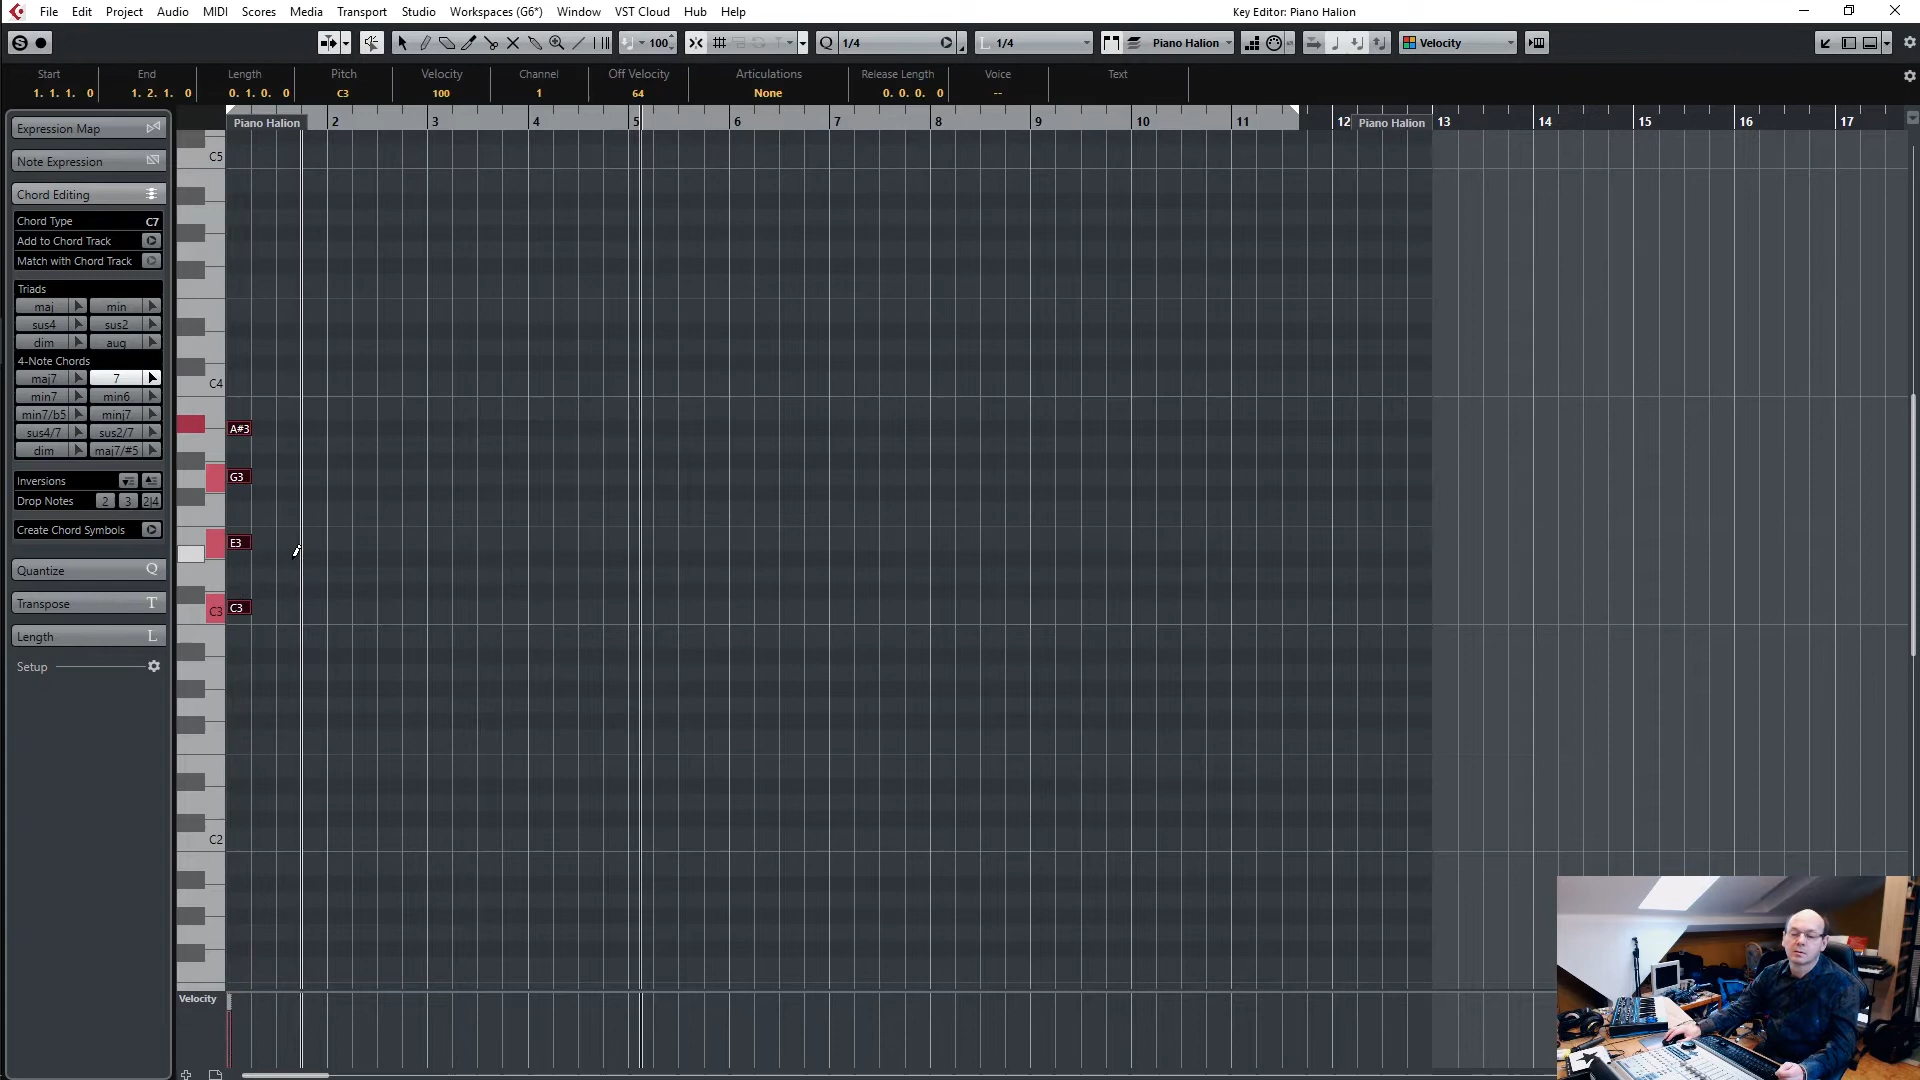 File Edit Project Audio MIDI Scores Media Transport Studio Workspaces (G6*) Window VST Cloud Hub Help Key Editor: Piano Halion
100 Q 1/4 L 1/4 Piano Halion Velocity
Start End Length Pitch Velocity Channel Off Velocity Articulations Release Length Voice Text
1. 1. 1. 0 1. 2. 1. 0 0. 1. 0. 0 C3 100 1 64 None 0. 0. 0. 0 --
Piano Halion 2 3 4 5 6 7 8 9 10 11 12 Piano Halion 13 14 15 16 17
Expression Map
Note Expression
Chord Editing
Chord Type C7
Add to Chord Track
Match with Chord Track
Triads
maj min
sus4 sus2
dim aug
4-Note Chords
maj7 7
min7 min6
min7/b5 minj7
sus4/7 sus2/7
dim maj7/#5
Inversions
Drop Notes 2 3 2|4
Create Chord Symbols
Quantize Q
Transpose T
Length L
Setup
C5
C4
A#3
G3
E3
C3 C3
C2
Velocity